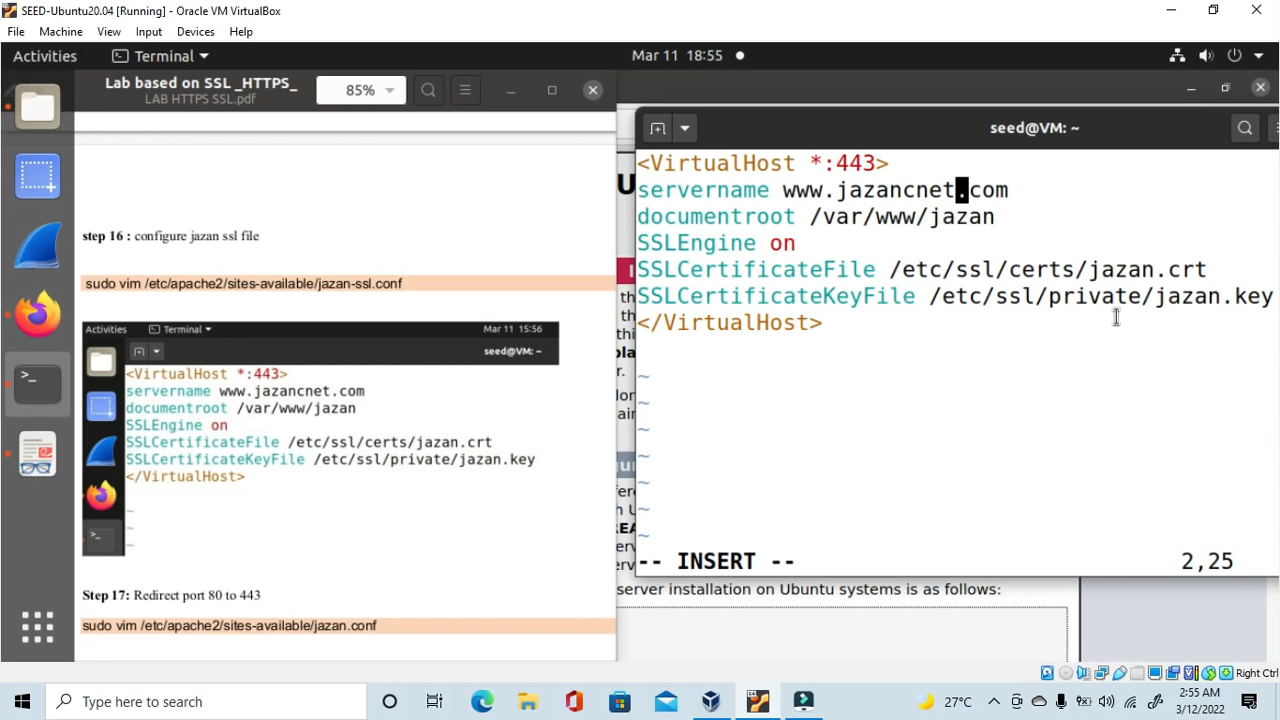 SEED-Ubuntu20.04 [Running] - Oracle VM VirtualBox
File Machine View Input Devices Help
Activities Terminal Mar 11 18:55
Lab based on SSL _HTTPS_
LAB HTTPS SSL.pdf
85%
step 16 : configure jazan ssl file
sudo vim /etc/apache2/sites-available/jazan-ssl.conf
Activities Terminal Mar 11 15:56
seed@VM: ~
<VirtualHost *:443>
servername www.jazancnet.com
documentroot /var/www/jazan
SSLEngine on
SSLCertificateFile /etc/ssl/certs/jazan.crt
SSLCertificateKeyFile /etc/ssl/private/jazan.key
</VirtualHost>
~
~
~
Step 17: Redirect port 80 to 443
sudo vim /etc/apache2/sites-available/jazan.conf
seed@VM: ~
<VirtualHost *:443>
servername www.jazancnet.com
documentroot /var/www/jazan
SSLEngine on
SSLCertificateFile /etc/ssl/certs/jazan.crt
SSLCertificateKeyFile /etc/ssl/private/jazan.key
</VirtualHost>
~
~
~
~
~
~
~
-- INSERT -- 2,25
server installation on Ubuntu systems is as follows:
Right Ctrl
Type here to search
27°C
2:55 AM
3/12/2022